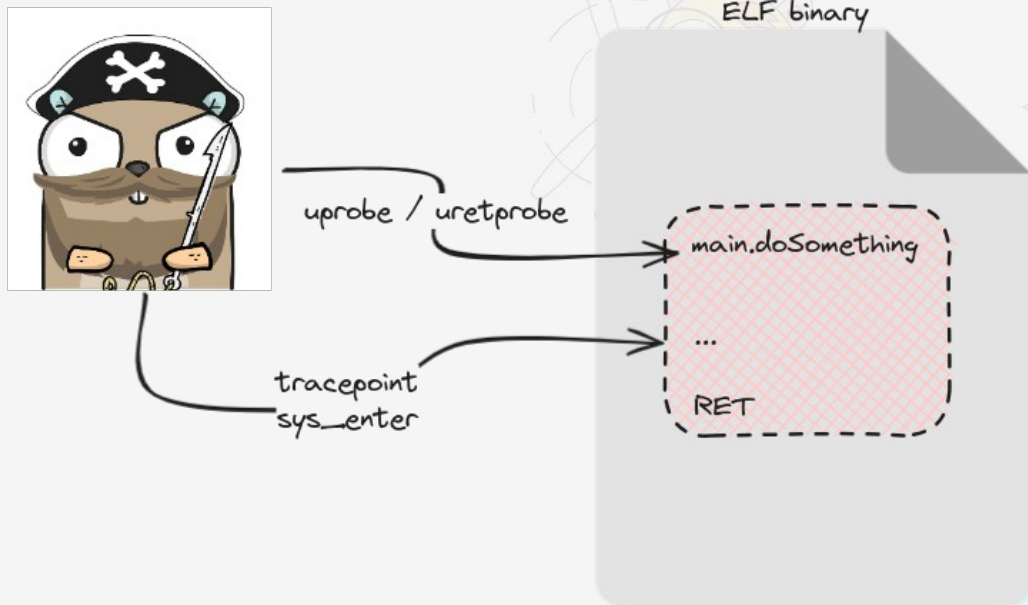 ELF binary
uprobe / uretprobe
main.doSomething
...
tracepoint
sys_enter
RET